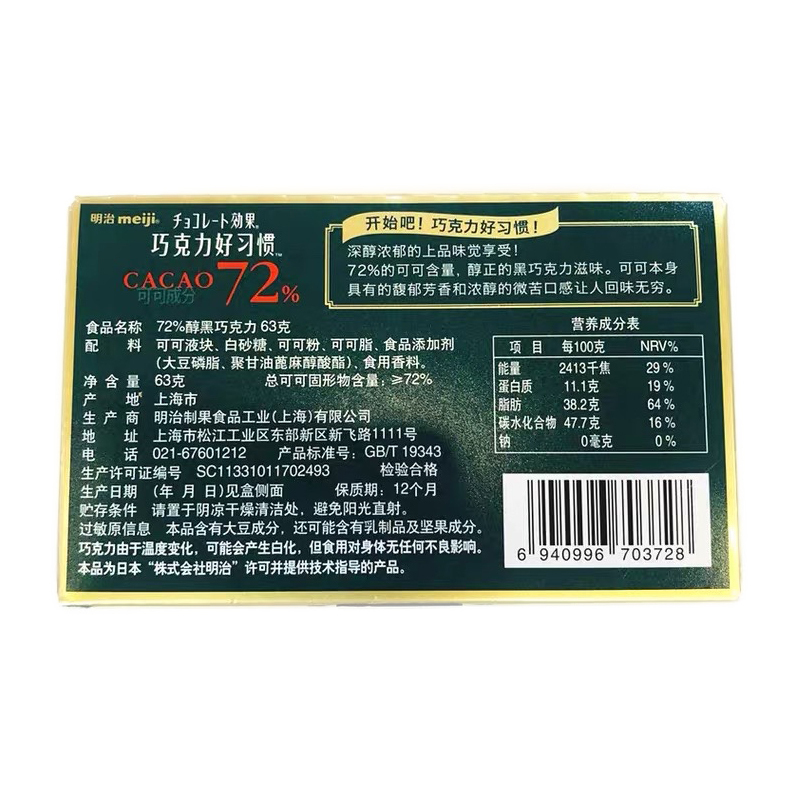 明治 meiji® チョコレート効果®
巧克力好习惯™
CACAO 72%
可可成分
开始吧！巧克力好习惯！
深醇浓郁的上品味觉享受！
72%的可可含量，醇正的黑巧克力滋味。可可本身
具有的馥郁芳香和浓醇的微苦口感让人回味无穷。
食品名称 72%醇黑巧克力 63克
配 料 可可液块、白砂糖、可可粉、可可脂、食品添加剂
（大豆磷脂、聚甘油蓖麻醇酸酯）、食用香料。
净 含 量 63克 总可可固形物含量：≥72%
产 地 上海市
生 产 商 明治制果食品工业(上海)有限公司
地 址 上海市松江工业区东部新区新飞路1111号
电 话 021-67601212 产品标准号：GB/T 19343
生产许可证编号 SC11331011702493 检验合格
生产日期 (年 月 日)见盒侧面 保质期：12个月
贮存条件 请置于阴凉干燥清洁处，避免阳光直射。
过敏原信息 本品含有大豆成分，还可能含有乳制品及坚果成分。
巧克力由于温度变化，可能会产生白化，但食用对身体无任何不良影响。
本品为日本“株式会社明治”许可并提供技术指导的产品。
营养成分表
项 目 每100克 NRV%
能量 2413千焦 29%
蛋白质 11.1克 19%
脂肪 38.2克 64%
碳水化合物 47.7克 16%
钠 0毫克 0%
6 940996 703728